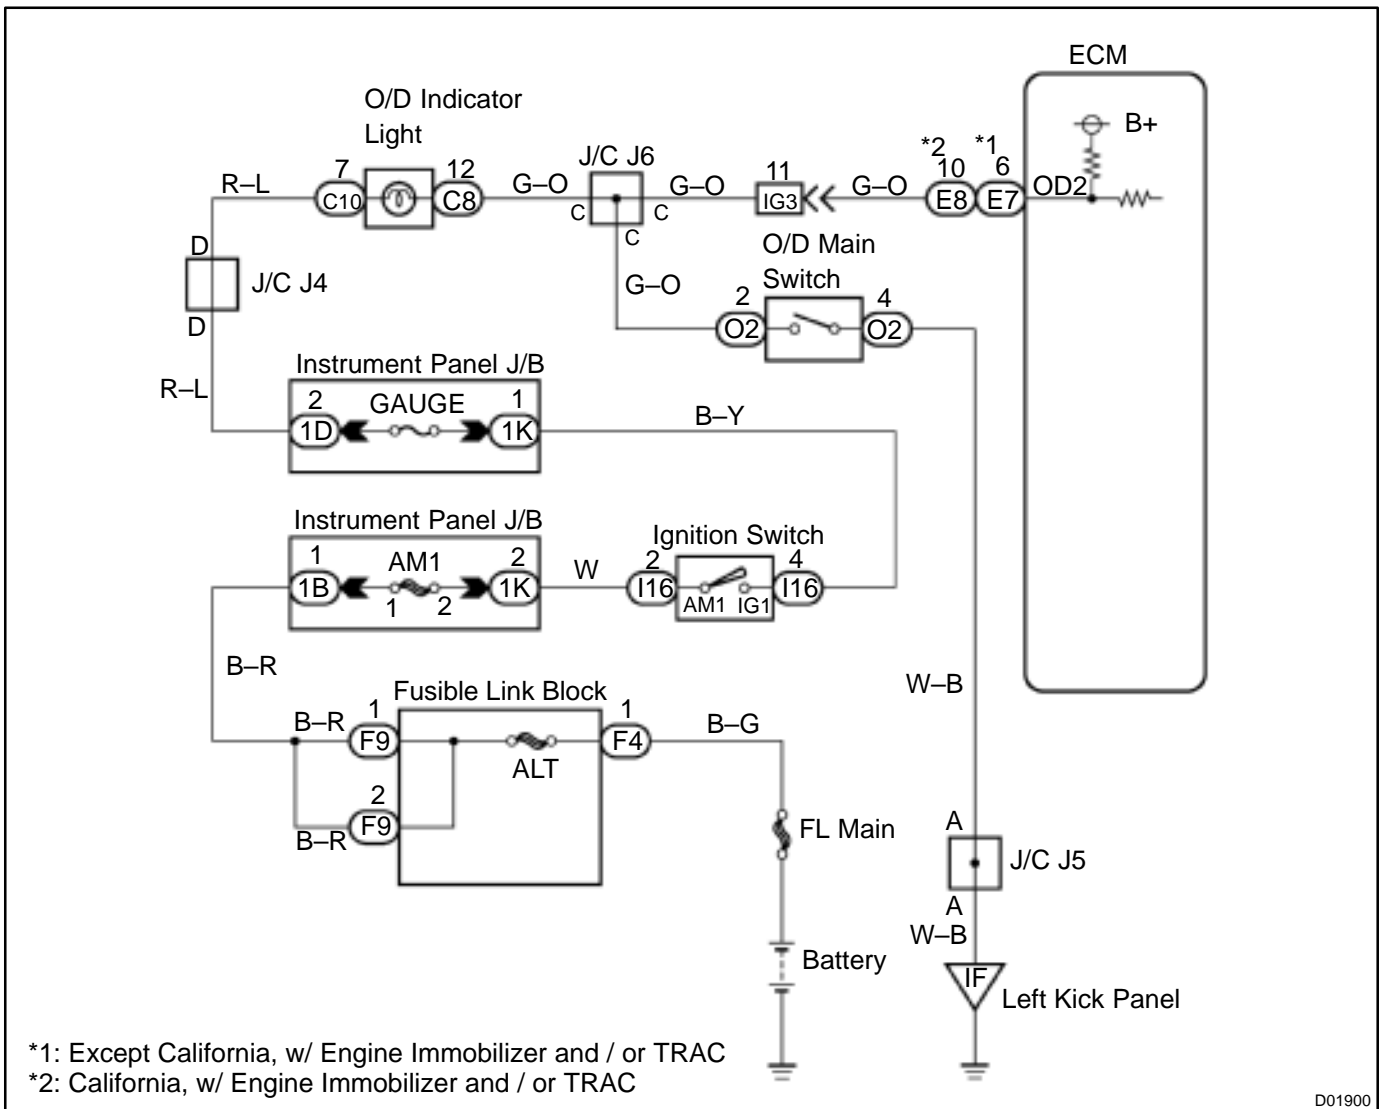 ECM
O/D Indicator
Light
B+
7
12
J/C J6
11
*2
10
*1
6
R–L
C10
C8
G–O
G–O
IG3
G–O
E8
E7
OD2
C
C
C
D
J/C J4
D
G–O
O/D Main
Switch
2
4
O2
O2
Instrument Panel J/B
R–L
2
GAUGE
1
1D
1K
B–Y
Instrument Panel J/B
Ignition Switch
1
AM1
2
W
2
4
1B
1K
I16
I16
1
2
AM1
IG1
B–R
W–B
Fusible Link Block
B–R
1
1
B–G
F9
F4
ALT
2
F9
B–R
FL Main
A
J/C J5
A
W–B
Battery
IF
Left Kick Panel
*1: Except California, w/ Engine Immobilizer and / or TRAC
*2: California, w/ Engine Immobilizer and / or TRAC
D01900